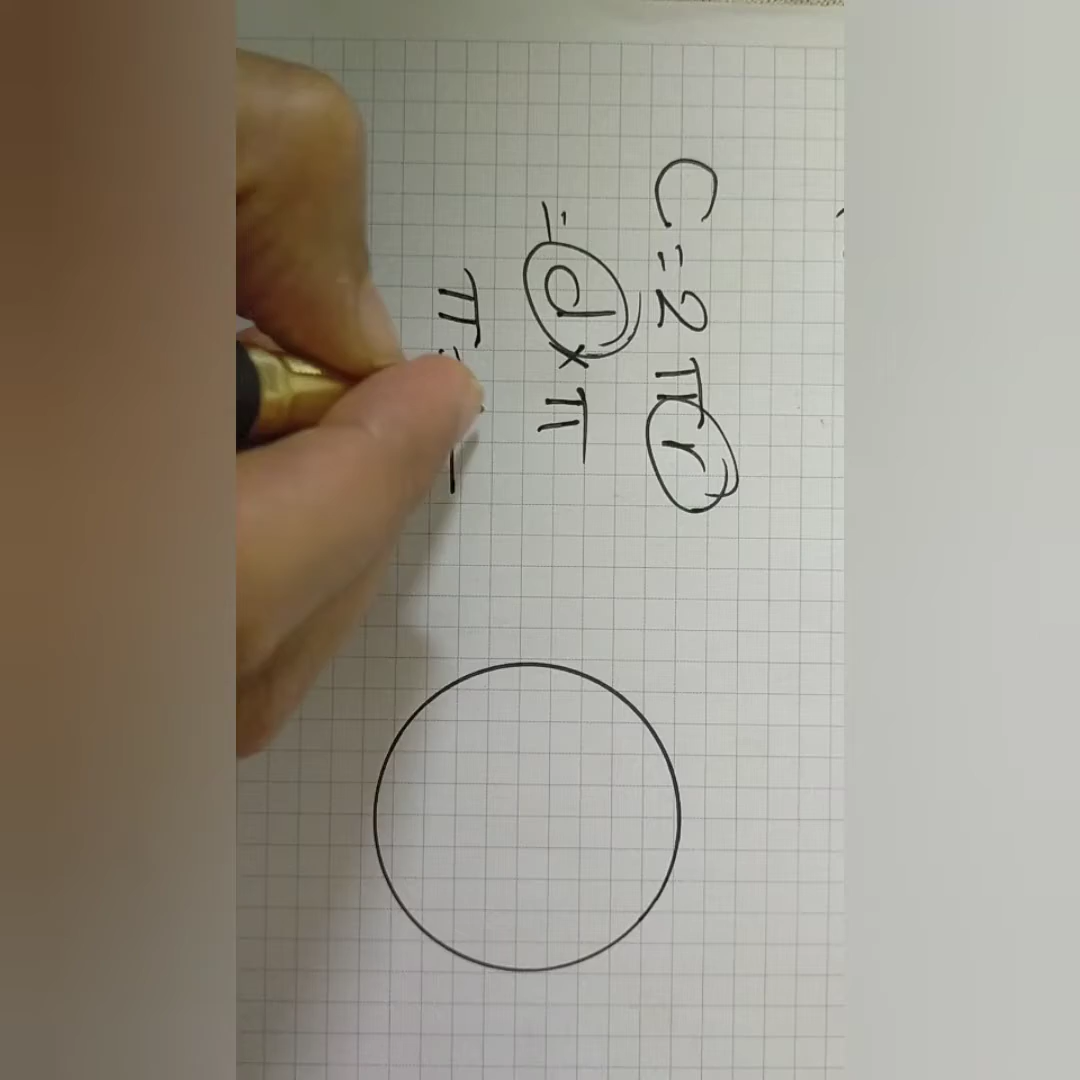 C = 2πr
= d × π
π =